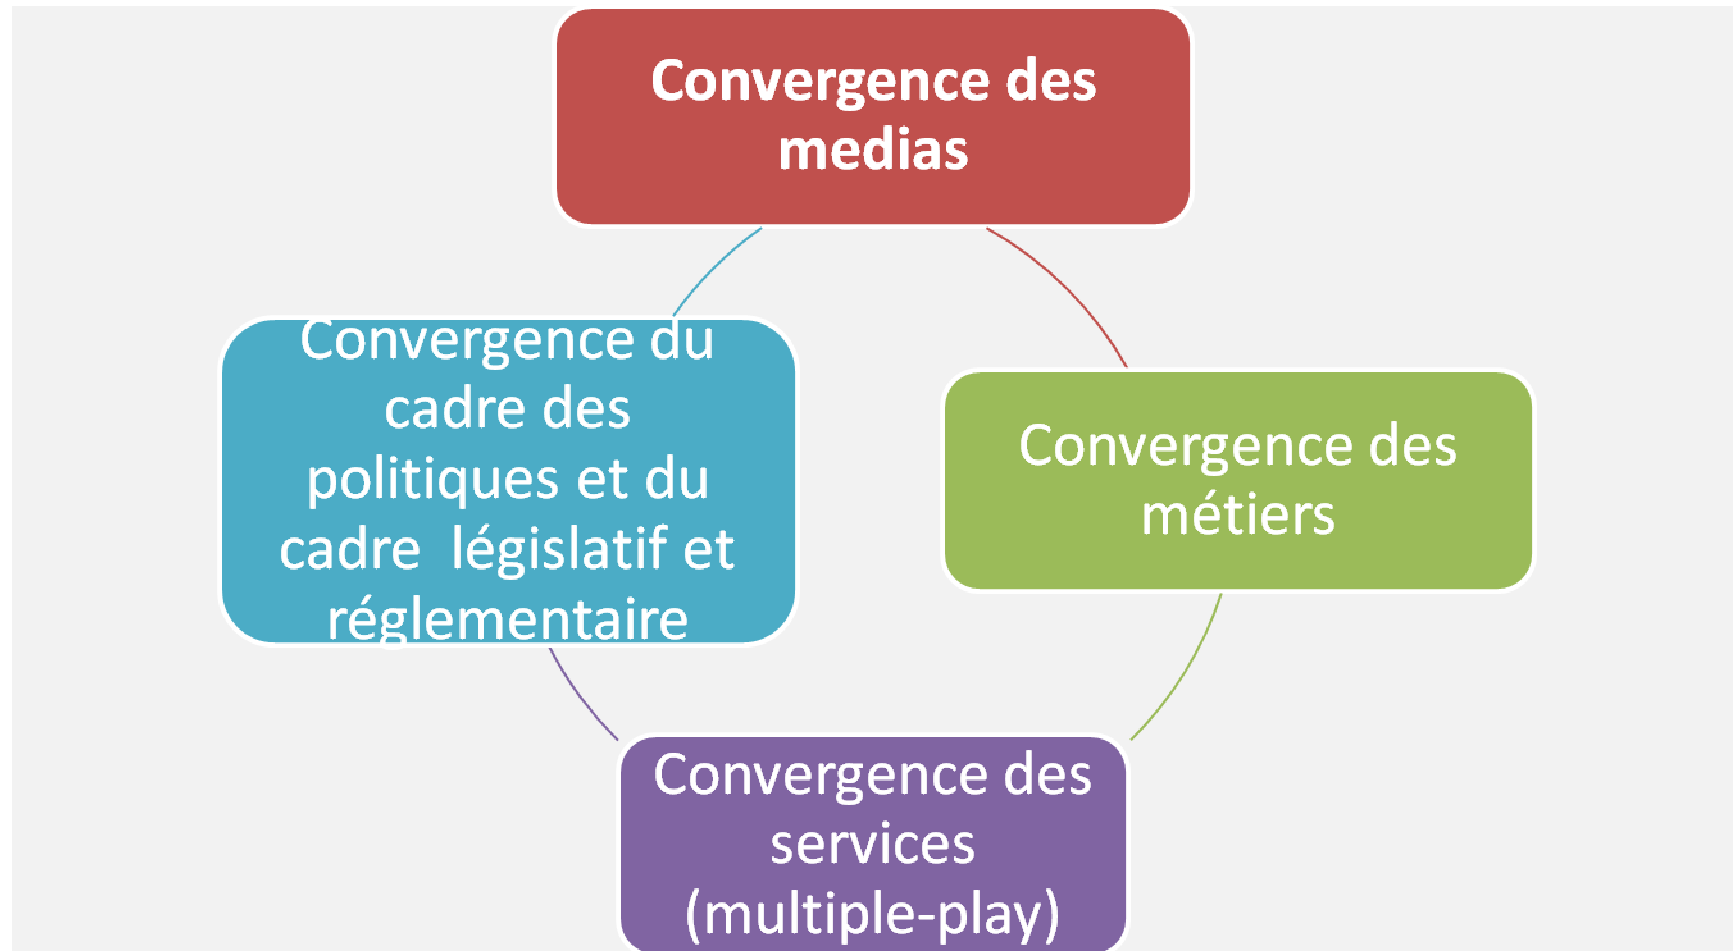 Convergence des
medias
Convergence du
cadre des
politiques et du
cadre  législatif et
réglementaire
Convergence des
métiers
Convergence des
services
(multiple-play)